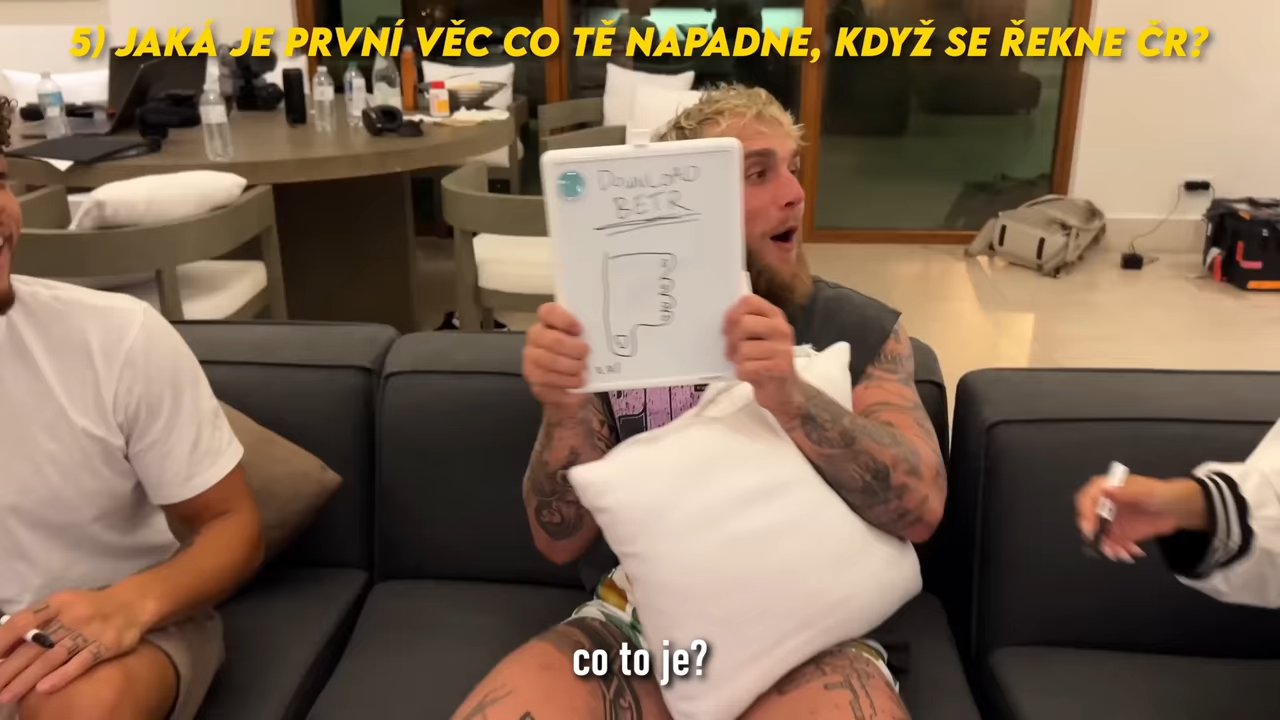 5) JAKÁ JE PRVNÍ VĚC CO TĚ NAPADNE, KDYŽ SE ŘEKNE ČR?
DOWNLOAD
BETR
co to je?